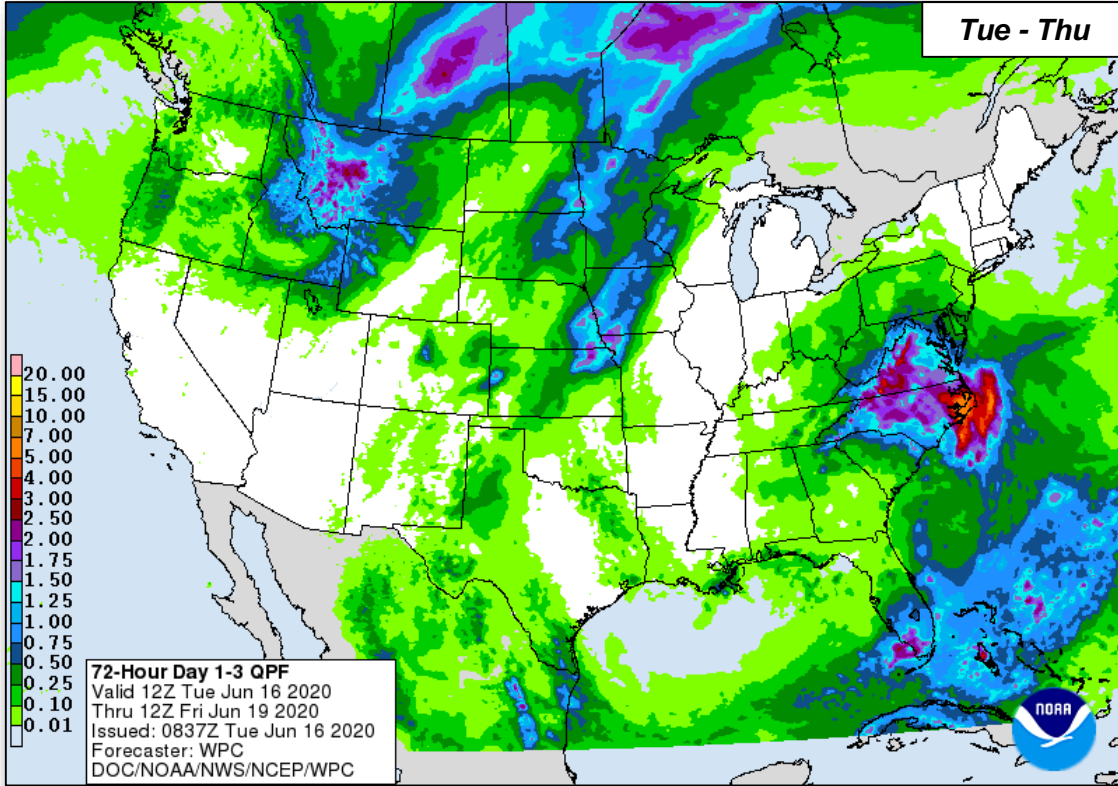 Tue - Thu
20.00
15.00
10.00
7.00
5.00
4.00
3.00
2.50
2.00
1.75
1.50
1.25
1.00
0.75
0.50
0.25
0.10
0.01
72-Hour Day 1-3 QPF
Valid 12Z Tue Jun 16 2020
Thru 12Z Fri Jun 19 2020
Issued: 0837Z Tue Jun 16 2020
Forecaster: WPC
DOC/NOAA/NWS/NCEP/WPC
NOAA